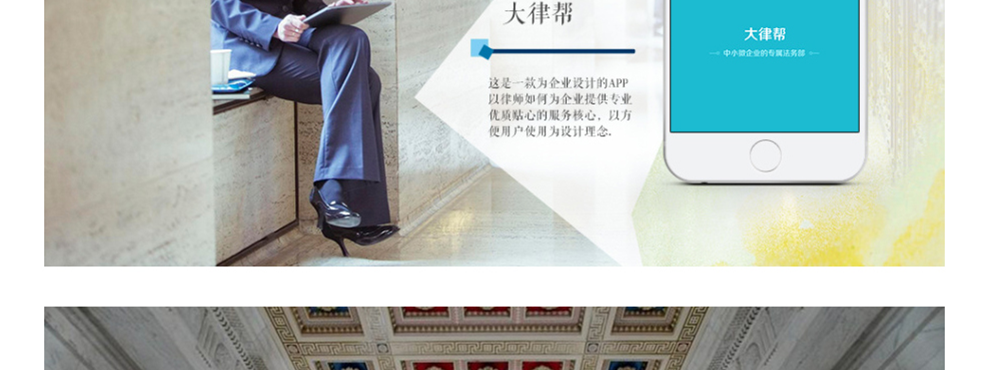 大律帮
这是一款为企业设计的APP
以律师如何为企业提供专业
优质贴心的服务核心，以方
便用户使用为设计理念.
大律帮
中小微企业的专属法务部